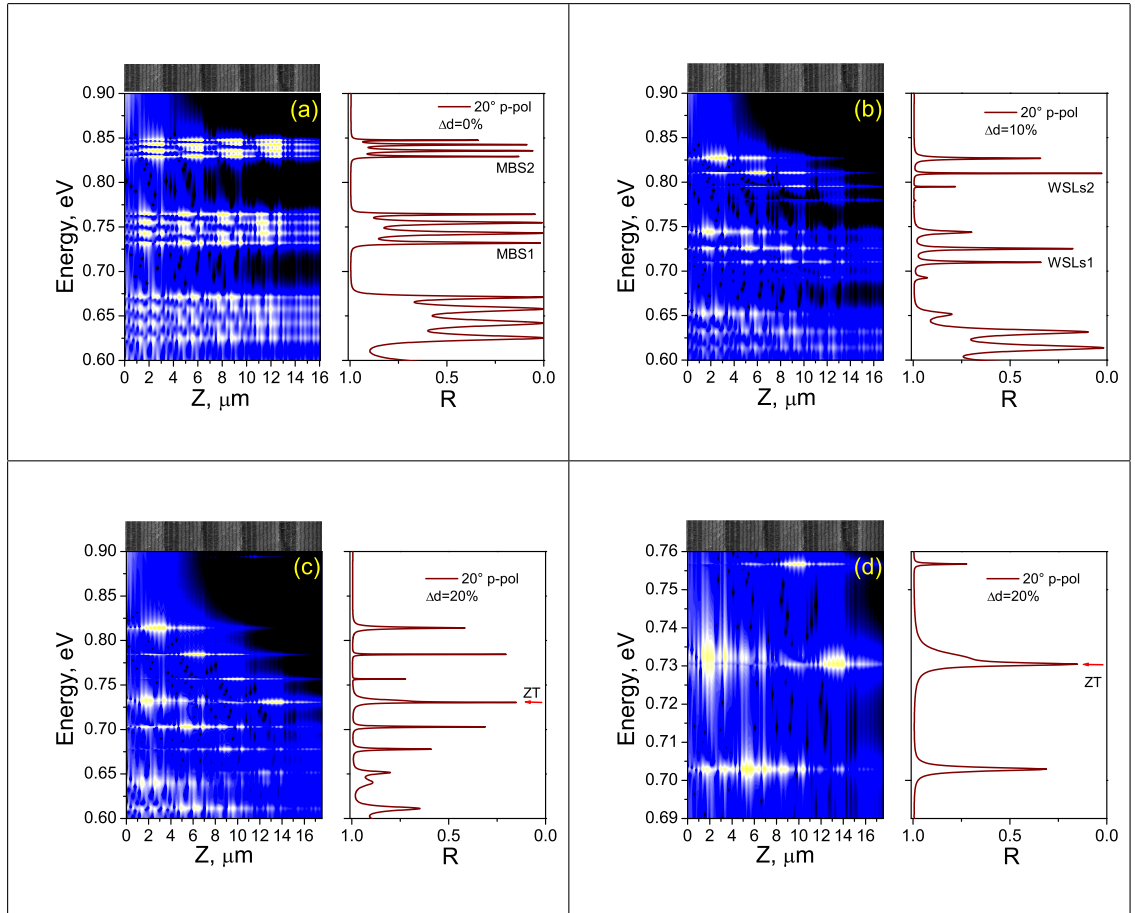 (a)
20° p-pol
Δd=0%
MBS2
MBS1
0.90
0.85
0.80
0.75
0.70
0.65
0.60
Energy, eV
0 2 4 6 8 10 12 14 16
Z, μm
1.0 0.5 0.0
R
(b)
20° p-pol
Δd=10%
WSLs2
WSLs1
0.90
0.85
0.80
0.75
0.70
0.65
0.60
Energy, eV
0 2 4 6 8 10 12 14 16
Z, μm
1.0 0.5 0.0
R
(c)
20° p-pol
Δd=20%
ZT
0.90
0.85
0.80
0.75
0.70
0.65
0.60
Energy, eV
0 2 4 6 8 10 12 14 16
Z, μm
1.0 0.5 0.0
R
(d)
20° p-pol
Δd=20%
ZT
0.76
0.75
0.74
0.73
0.72
0.71
0.70
0.69
Energy, eV
0 2 4 6 8 10 12 14 16
Z, μm
1.0 0.5 0.0
R